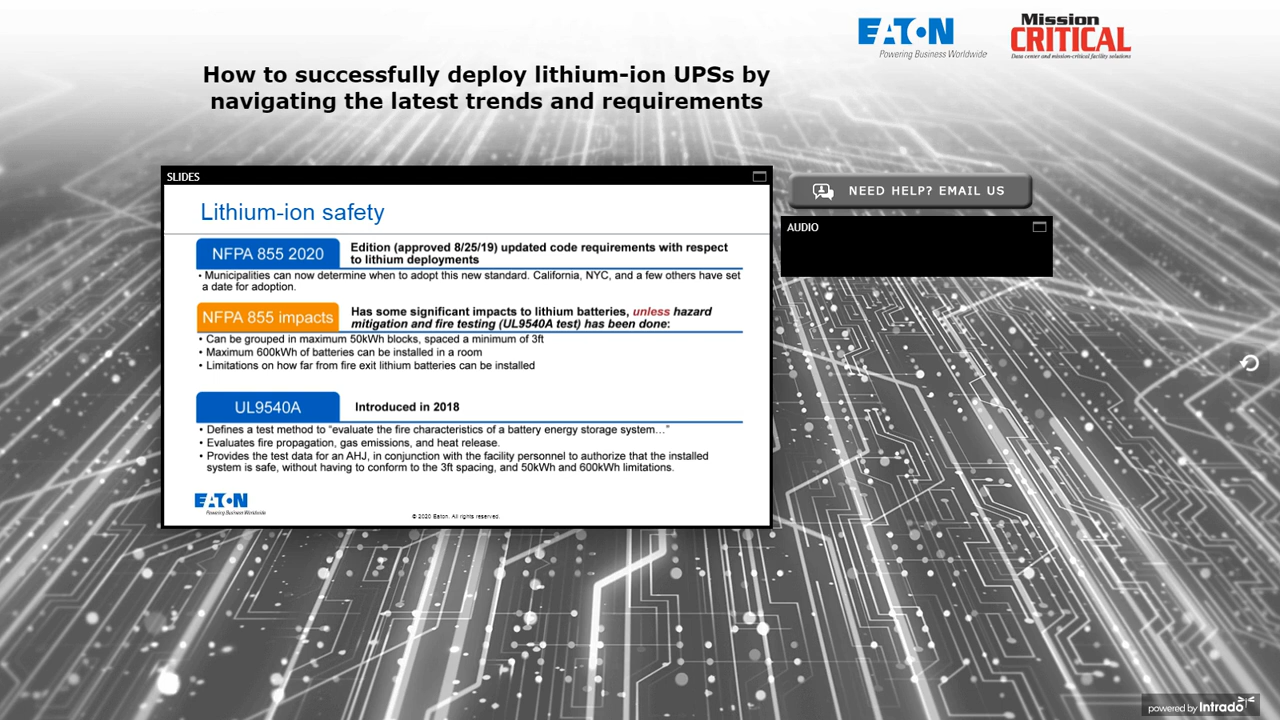 EATON
Powering Business Worldwide
Mission
CRITICAL
Data center and mission-critical facility solutions
How to successfully deploy lithium-ion UPSs by
navigating the latest trends and requirements
SLIDES
Lithium-ion safety
NFPA 855 2020
Edition (approved 8/25/19) updated code requirements with respect
to lithium deployments
• Municipalities can now determine when to adopt this new standard. California, NYC, and a few others have set
a date for adoption.
NFPA 855 impacts
Has some significant impacts to lithium batteries, unless hazard
mitigation and fire testing (UL9540A test) has been done:
• Can be grouped in maximum 50kWh blocks, spaced a minimum of 3ft
• Maximum 600kWh of batteries can be installed in a room
• Limitations on how far from fire exit lithium batteries can be installed
UL9540A
Introduced in 2018
• Defines a test method to “evaluate the fire characteristics of a battery energy storage system…”
• Evaluates fire propagation, gas emissions, and heat release.
• Provides the test data for an AHJ, in conjunction with the facility personnel to authorize that the installed
system is safe, without having to conform to the 3ft spacing, and 50kWh and 600kWh limitations.
EATON
Powering Business Worldwide
© 2020 Eaton. All rights reserved.
NEED HELP? EMAIL US
AUDIO
powered by Intrado